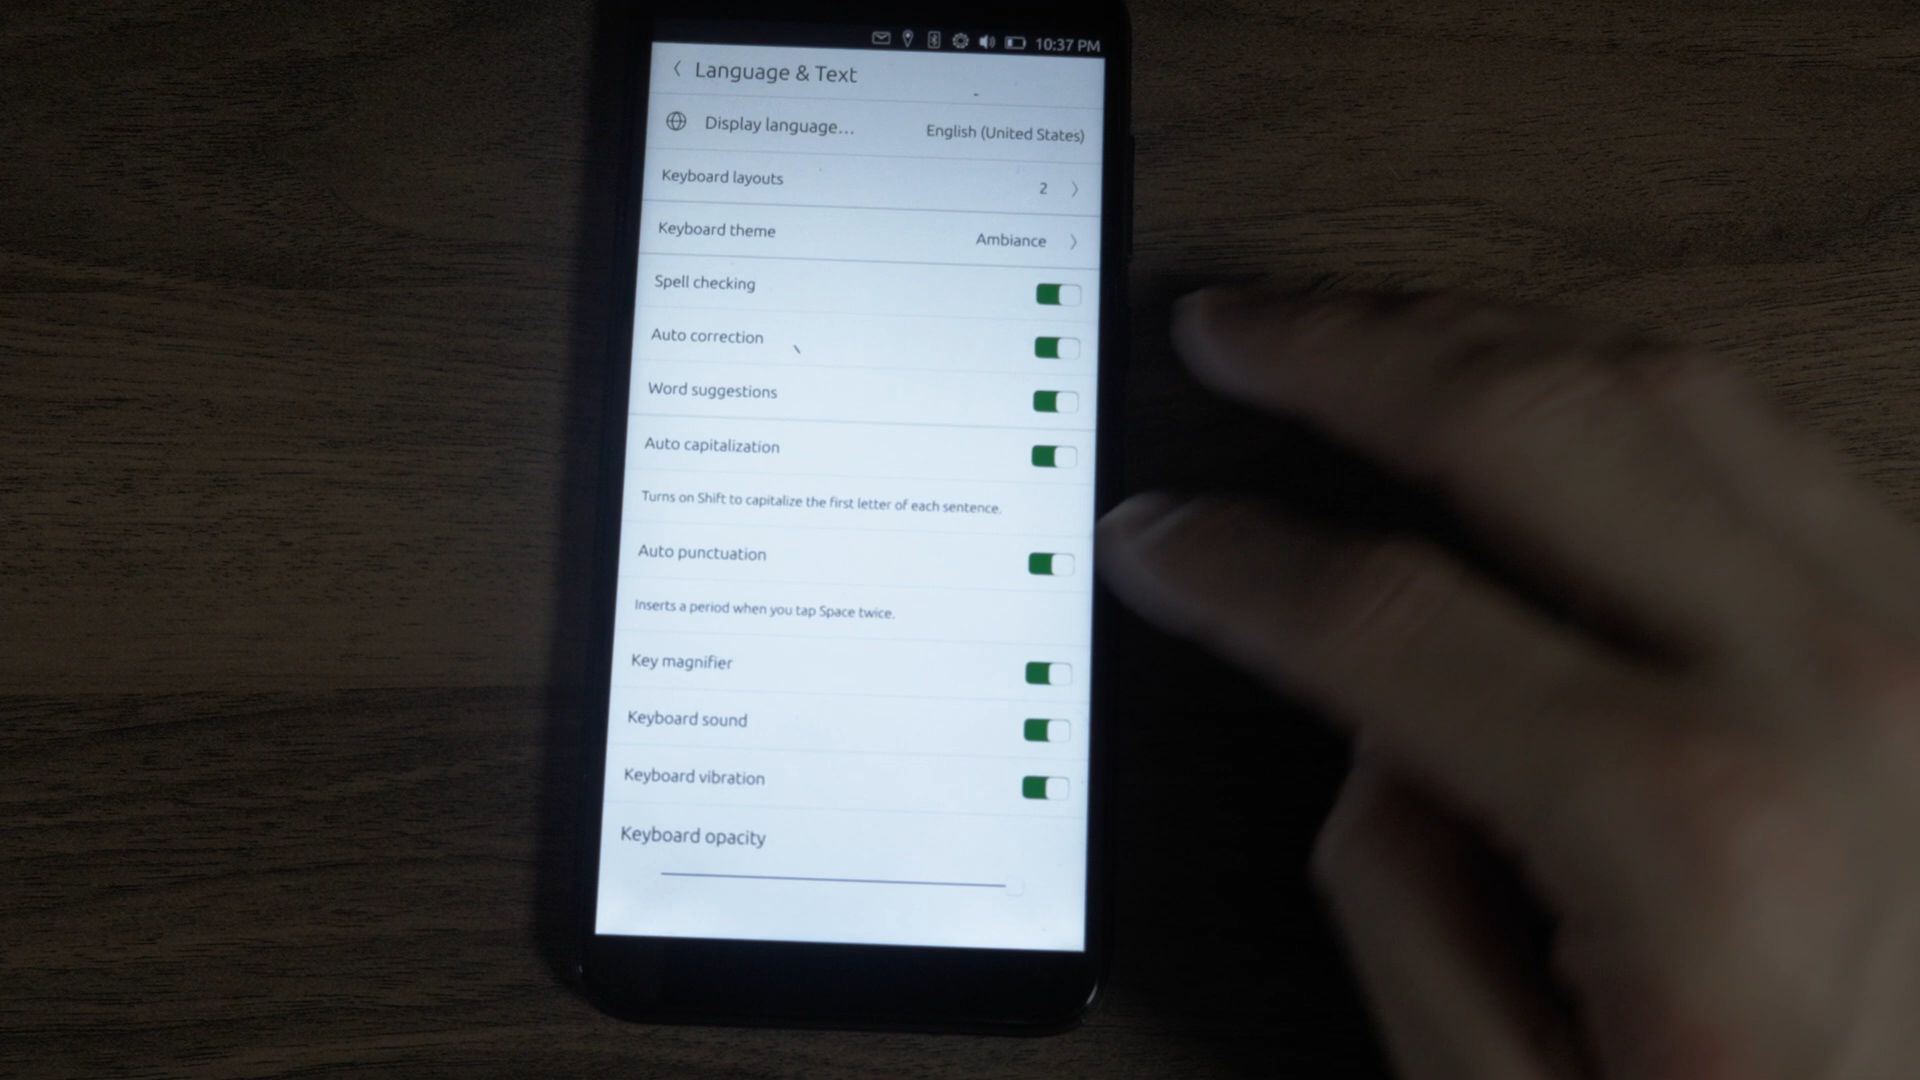 10:37 PM
Language & Text
Display language... English (United States)
Keyboard layouts 2
Keyboard theme Ambiance
Spell checking
Auto correction
Word suggestions
Auto capitalization
Turns on Shift to capitalize the first letter of each sentence.
Auto punctuation
Inserts a period when you tap Space twice.
Key magnifier
Keyboard sound
Keyboard vibration
Keyboard opacity